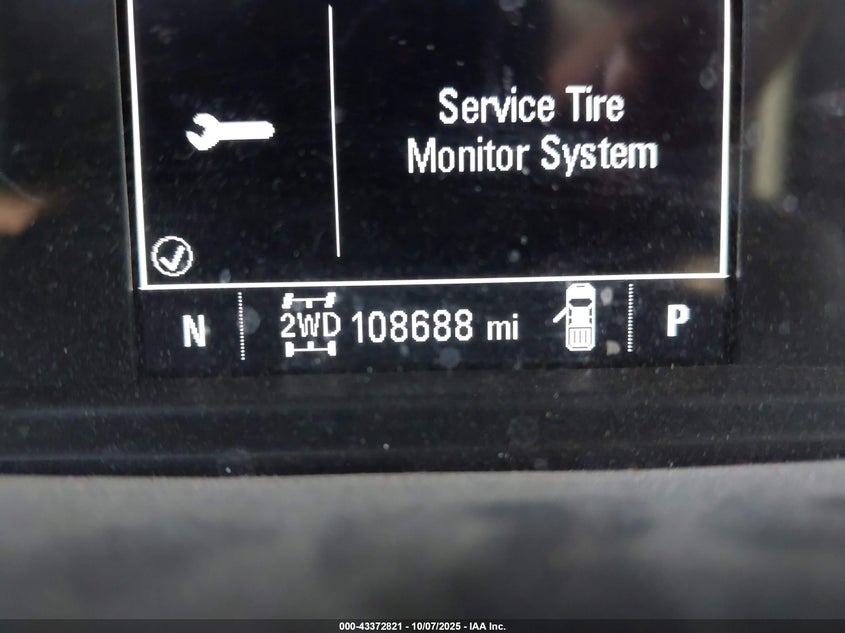 Service Tire
Monitor System
N 2WD 108688 mi P
000-43372821 - 10/07/2025 - IAA Inc.